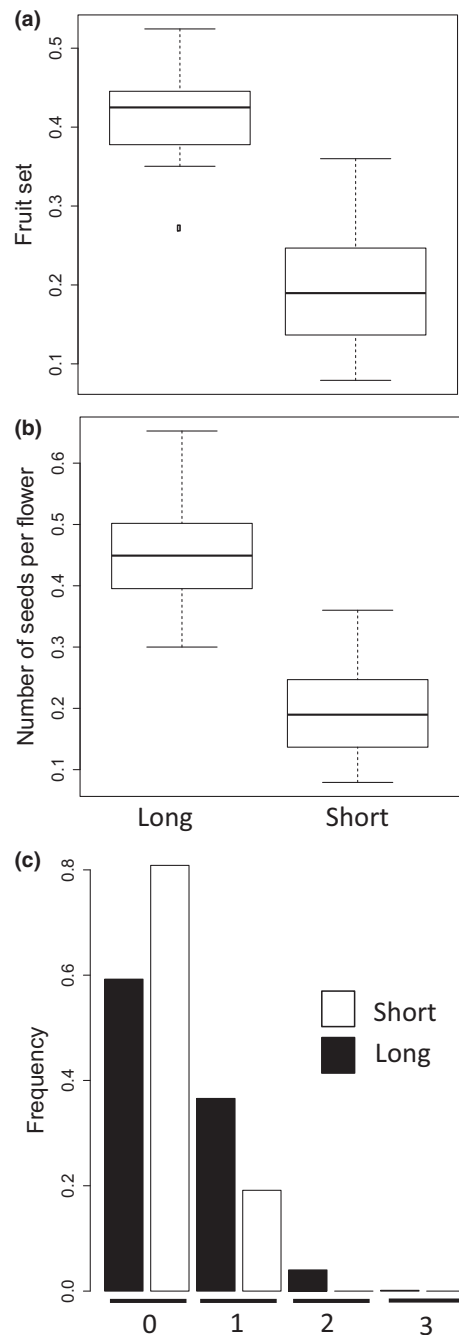 (a)
Fruit set
0.5
0.4
0.3
0.2
0.1
(b)
Number of seeds per flower
0.6
0.5
0.4
0.3
0.2
0.1
Long Short
(c)
Frequency
0.8
0.6
0.4
0.2
0.0
Short
Long
0 1 2 3